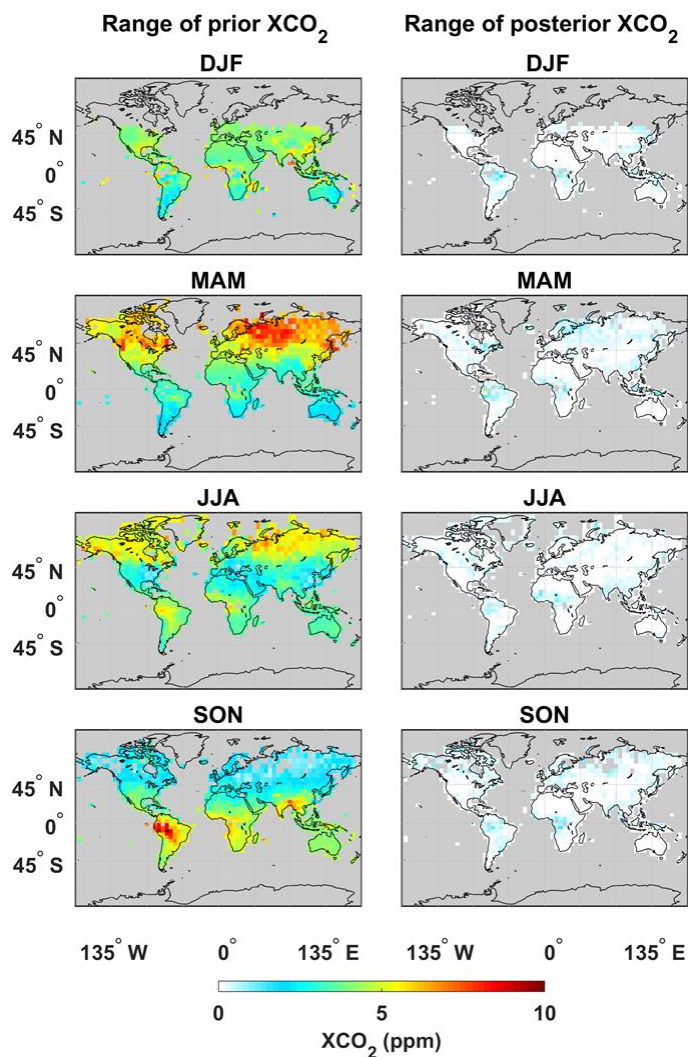 Range of prior XCO₂ Range of posterior XCO₂
DJF DJF
45° N
0°
45° S
MAM MAM
45° N
0°
45° S
JJA JJA
45° N
0°
45° S
SON SON
45° N
0°
45° S
135° W 0° 135° E 135° W 0° 135° E
0 5 10
XCO₂ (ppm)